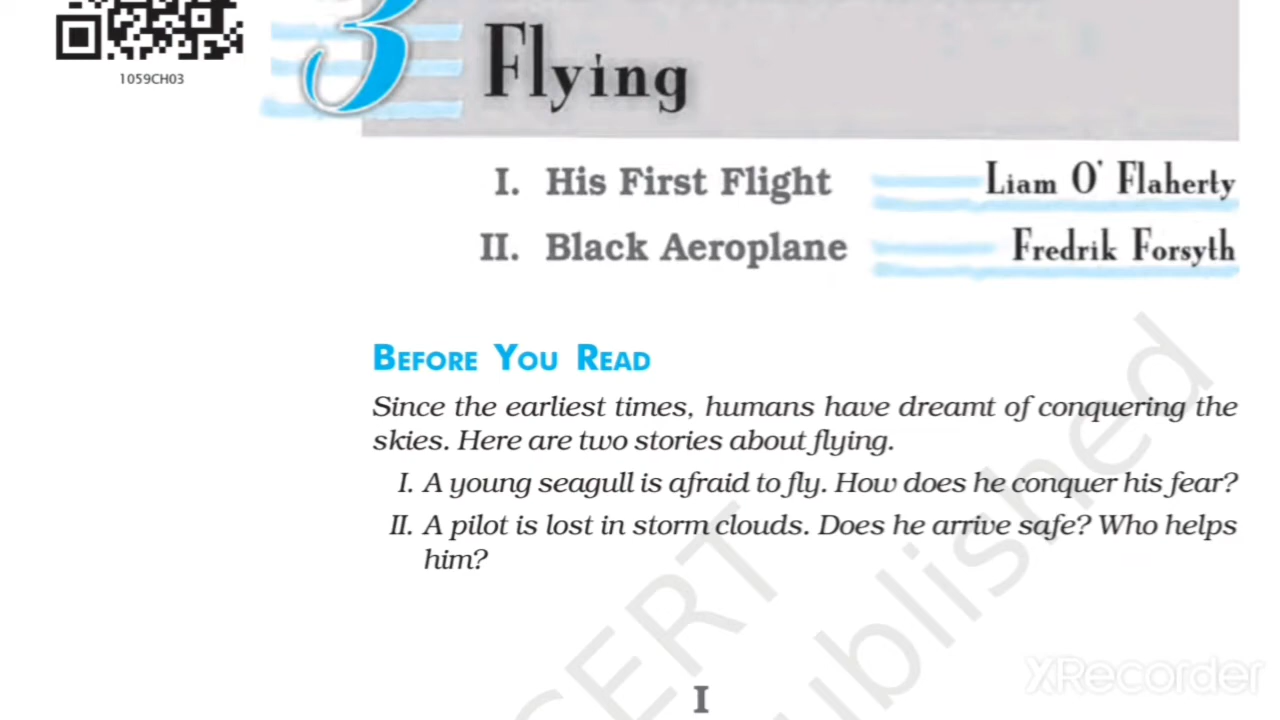 1059CH03
3
Flying
I. His First Flight Liam O' Flaherty
II. Black Aeroplane Fredrik Forsyth
BEFORE YOU READ
Since the earliest times, humans have dreamt of conquering the
skies. Here are two stories about flying.
I. A young seagull is afraid to fly. How does he conquer his fear?
II. A pilot is lost in storm clouds. Does he arrive safe? Who helps
him?
I
XRecorder